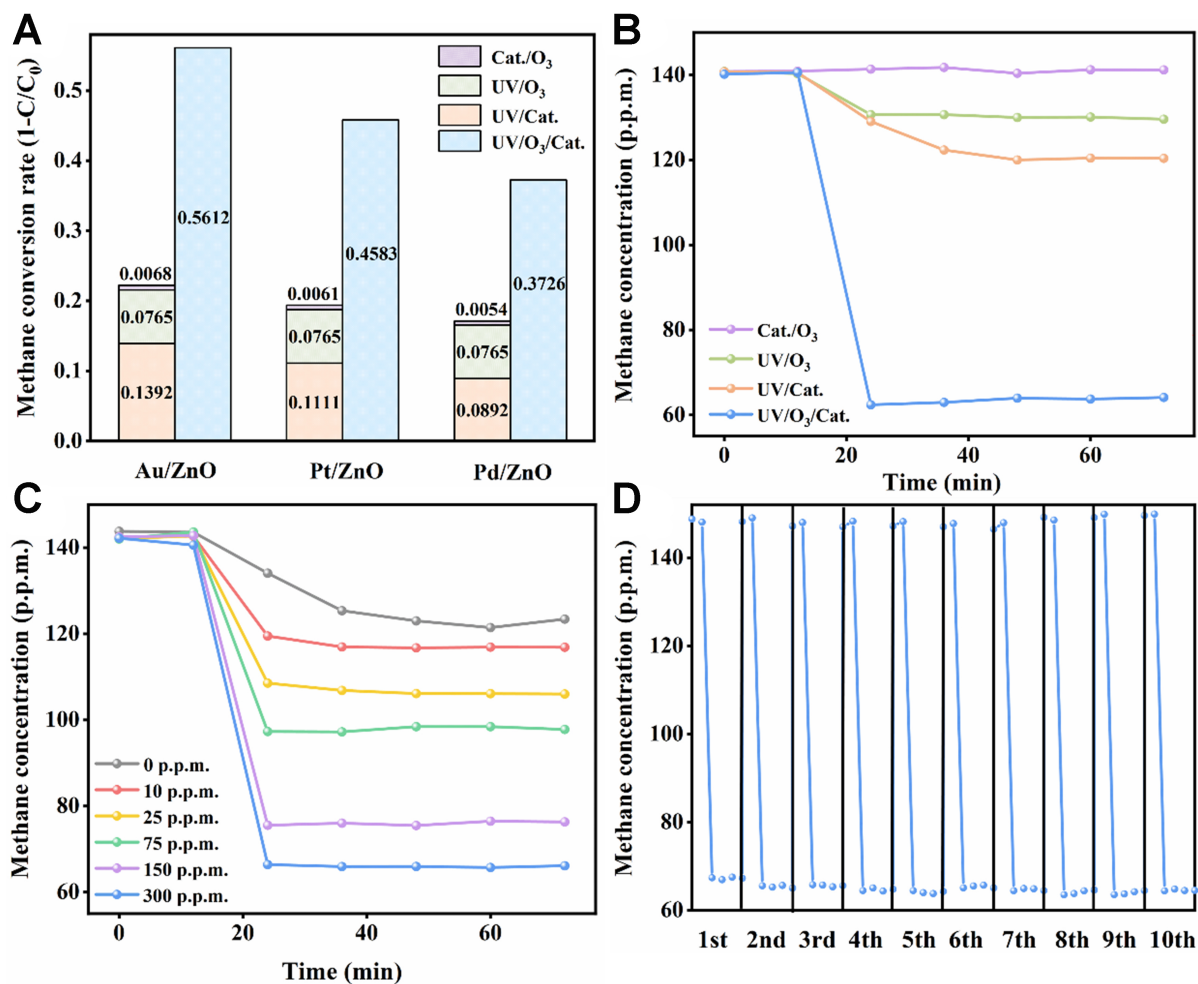 A
Methane conversion rate (1-C/C₀)
0.5
0.4
0.3
0.2
0.1
0.0
Cat./O₃
UV/O₃
UV/Cat.
UV/O₃/Cat.
0.0068
0.0765
0.1392
0.5612
0.0061
0.0765
0.1111
0.4583
0.0054
0.0765
0.0892
0.3726
Au/ZnO
Pt/ZnO
Pd/ZnO
B
Methane concentration (p.p.m.)
140
120
100
80
60
Cat./O₃
UV/O₃
UV/Cat.
UV/O₃/Cat.
0
20
40
60
Time (min)
C
Methane concentration (p.p.m.)
140
120
100
80
60
0 p.p.m.
10 p.p.m.
25 p.p.m.
75 p.p.m.
150 p.p.m.
300 p.p.m.
0
20
40
60
Time (min)
D
Methane concentration (p.p.m.)
140
120
100
80
60
1st
2nd
3rd
4th
5th
6th
7th
8th
9th
10th